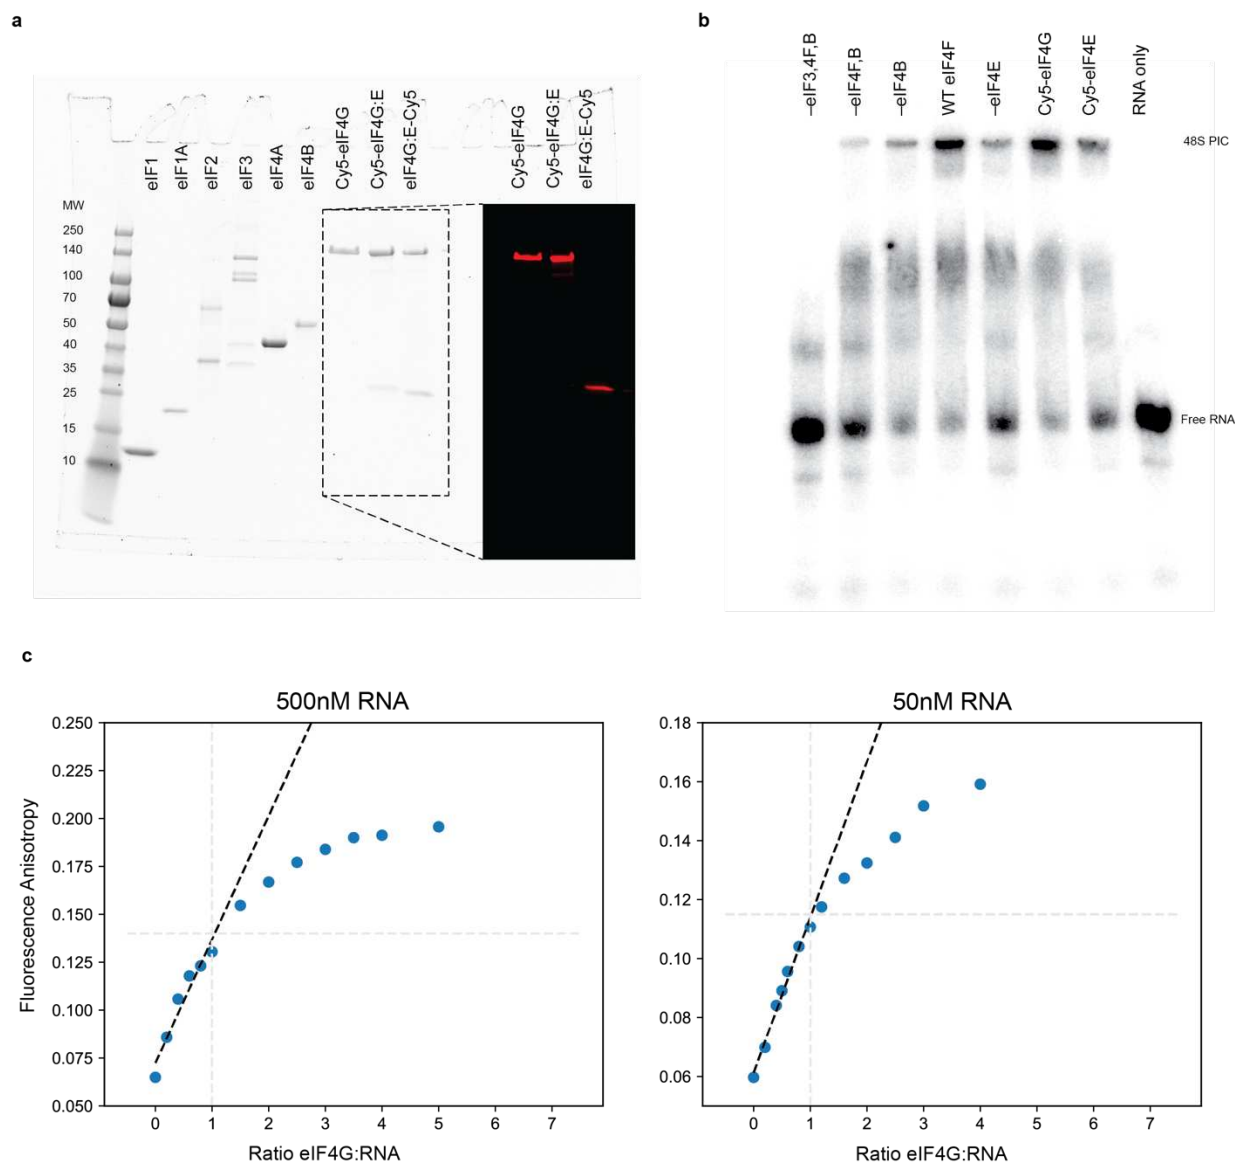 a
eIF1
eIF1A
eIF2
eIF3
eIF4A
eIF4B
Cy5-eIF4G
Cy5-eIF4G:E
eIF4G:E-Cy5
Cy5-eIF4G
Cy5-eIF4G:E
eIF4G:E-Cy5
MW
250
140
100
70
50
40
35
25
15
10
b
–eIF3,4F,B
–eIF4F,B
–eIF4B
WT eIF4F
–eIF4E
Cy5-eIF4G
Cy5-eIF4E
RNA only
48S PIC
Free RNA
c
500nM RNA
0.250
0.225
0.200
0.175
0.150
0.125
0.100
0.075
0.050
Fluorescence Anisotropy
0 1 2 3 4 5 6 7
Ratio eIF4G:RNA
50nM RNA
0.18
0.16
0.14
0.12
0.10
0.08
0.06
0 1 2 3 4 5 6 7
Ratio eIF4G:RNA